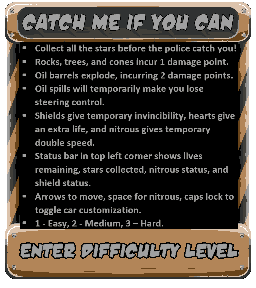 CATCH ME IF YOU CAN
▪ Collect all the stars before the police catch you!
▪ Rocks, trees, and cones incur 1 damage point.
▪ Oil barrels explode, incurring 2 damage points.
▪ Oil spills will temporarily make you lose
steering control.
▪ Shields give temporary invincibility, hearts give
an extra life, and nitrous gives temporary
double speed.
▪ Status bar in top left corner shows lives
remaining, stars collected, nitrous status, and
shield status.
▪ Arrows to move, space for nitrous, caps lock to
toggle car customization.
▪ 1 - Easy, 2 - Medium, 3 – Hard.
ENTER DIFFICULTY LEVEL